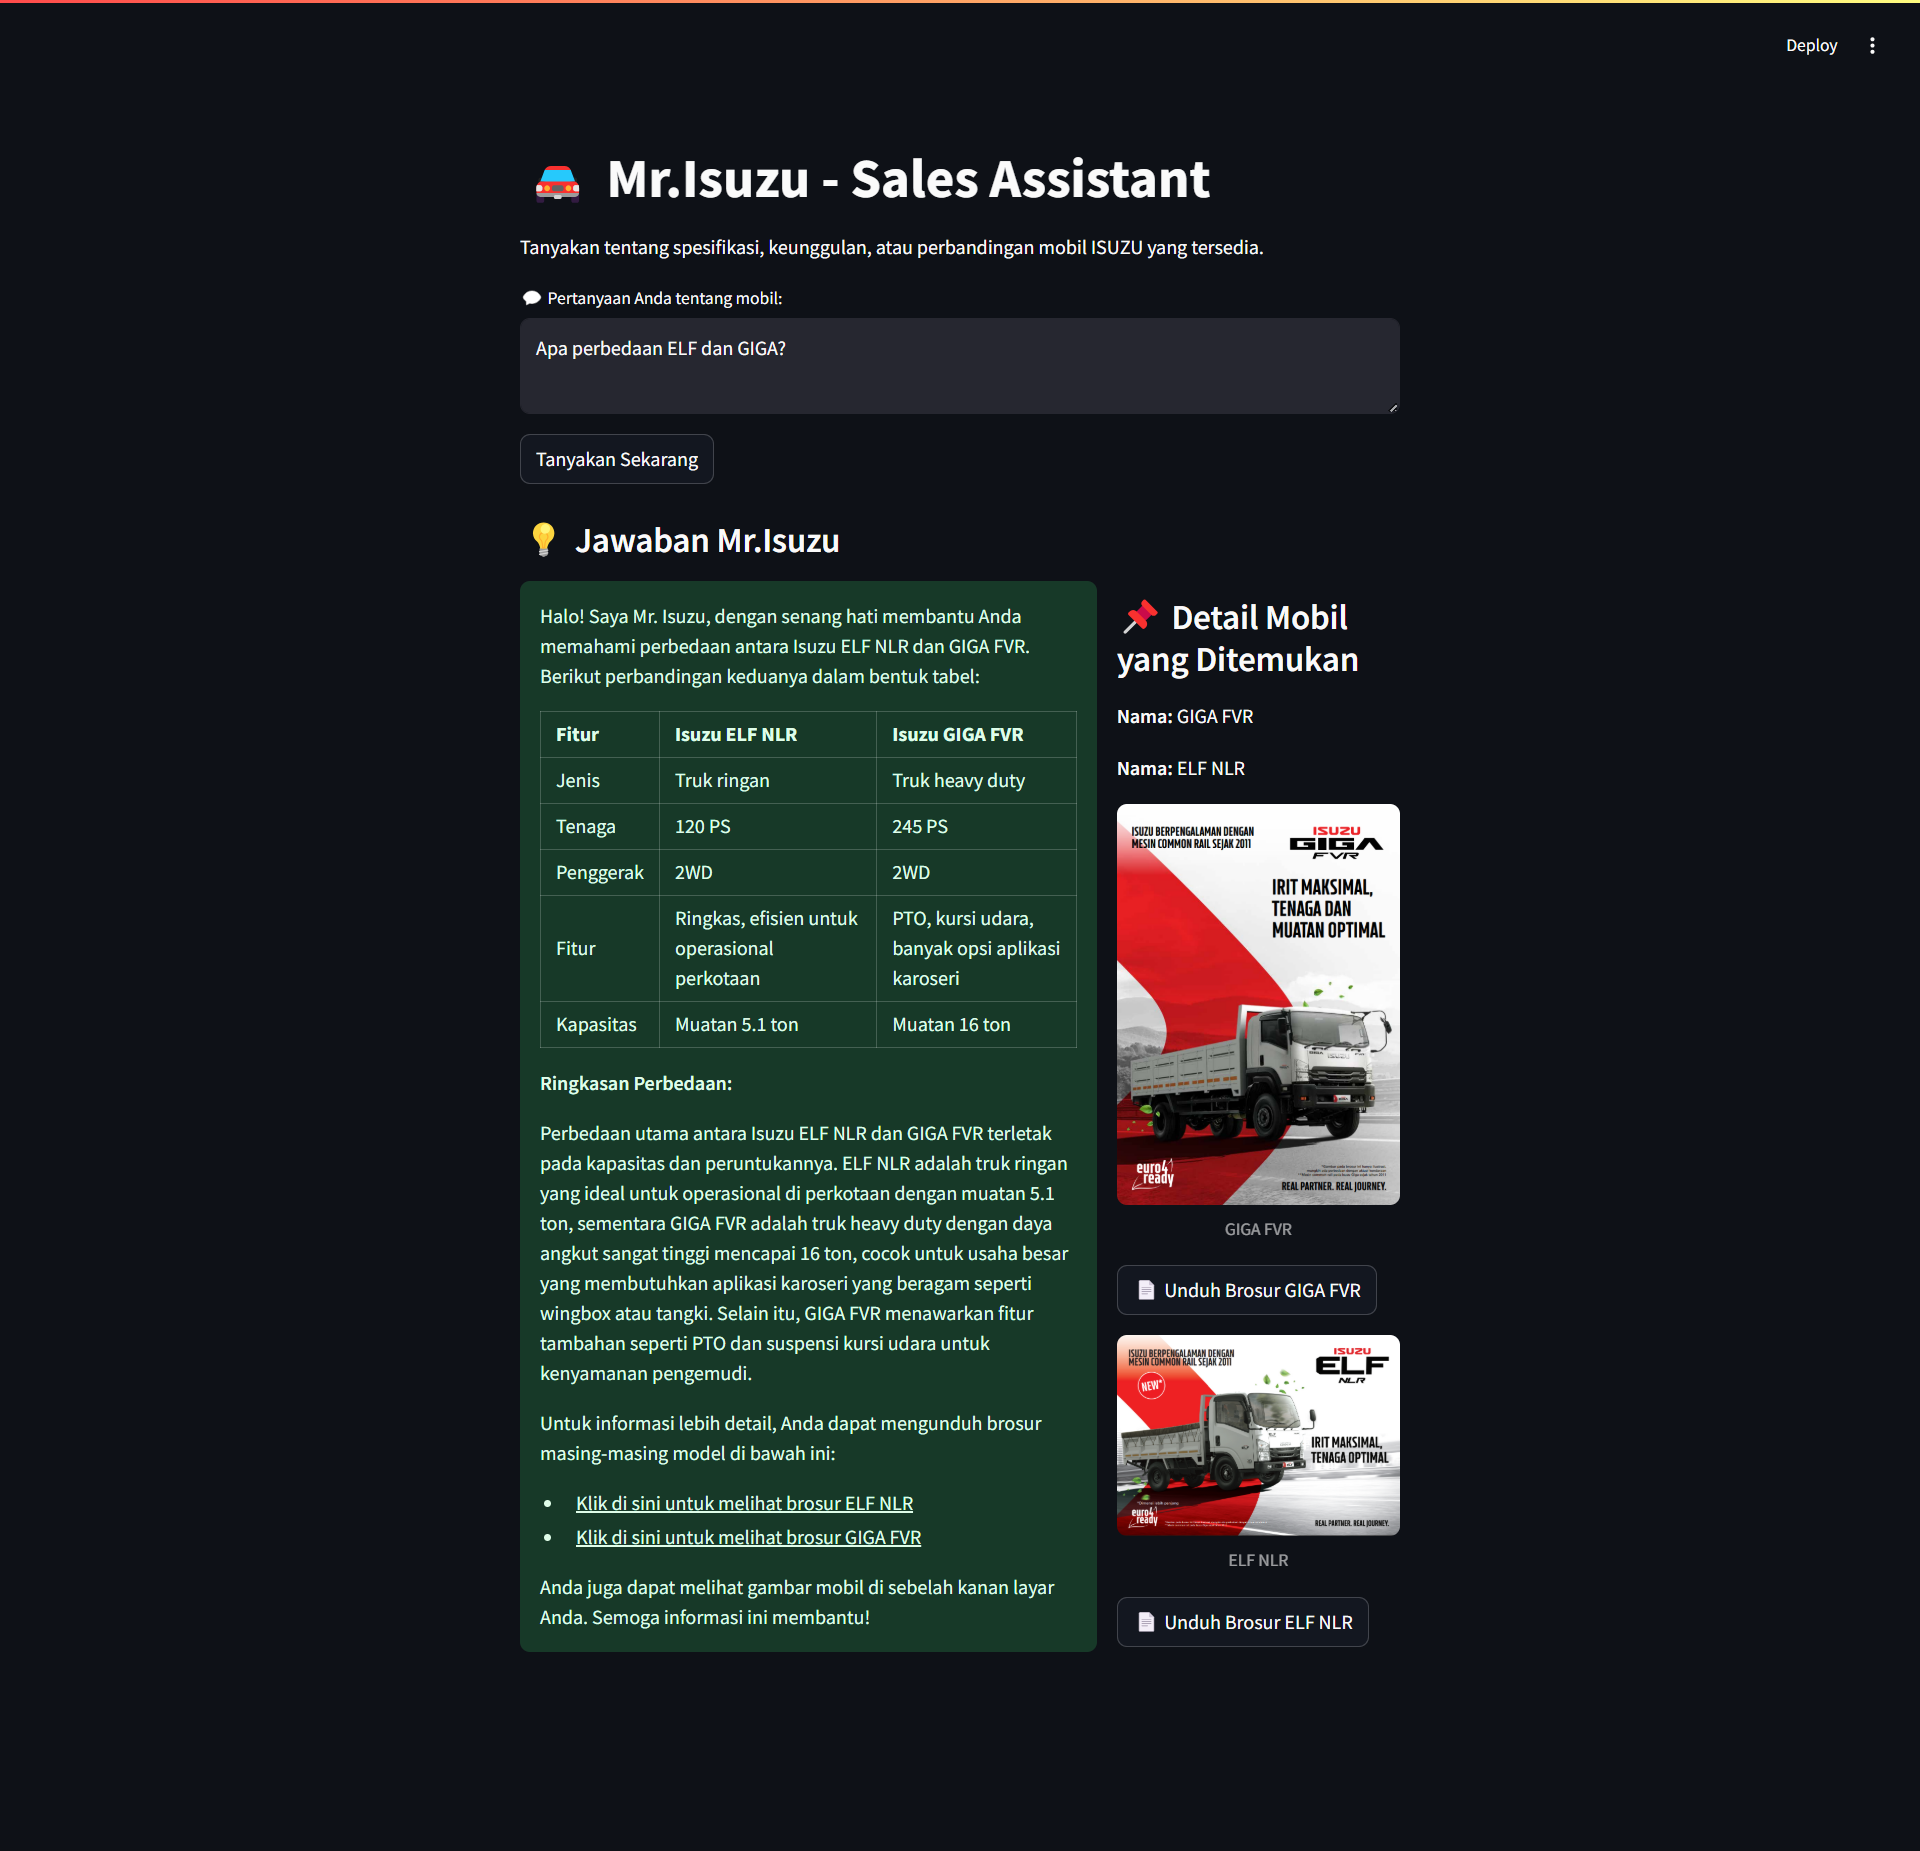 Deploy
Mr.Isuzu - Sales Assistant
Tanyakan tentang spesifikasi, keunggulan, atau perbandingan mobil ISUZU yang tersedia.
Pertanyaan Anda tentang mobil:
Apa perbedaan ELF dan GIGA?
Tanyakan Sekarang
Jawaban Mr.Isuzu
Halo! Saya Mr. Isuzu, dengan senang hati membantu Anda
memahami perbedaan antara Isuzu ELF NLR dan GIGA FVR.
Berikut perbandingan keduanya dalam bentuk tabel:
Fitur Isuzu ELF NLR Isuzu GIGA FVR
Jenis Truk ringan Truk heavy duty
Tenaga 120 PS 245 PS
Penggerak 2WD 2WD
Fitur
Ringkas, efisien untuk
operasional
perkotaan
PTO, kursi udara,
banyak opsi aplikasi
karoseri
Kapasitas Muatan 5.1 ton Muatan 16 ton
Ringkasan Perbedaan:
Perbedaan utama antara Isuzu ELF NLR dan GIGA FVR terletak
pada kapasitas dan peruntukannya. ELF NLR adalah truk ringan
yang ideal untuk operasional di perkotaan dengan muatan 5.1
ton, sementara GIGA FVR adalah truk heavy duty dengan daya
angkut sangat tinggi mencapai 16 ton, cocok untuk usaha besar
yang membutuhkan aplikasi karoseri yang beragam seperti
wingbox atau tangki. Selain itu, GIGA FVR menawarkan fitur
tambahan seperti PTO dan suspensi kursi udara untuk
kenyamanan pengemudi.
Untuk informasi lebih detail, Anda dapat mengunduh brosur
masing-masing model di bawah ini:
Klik di sini untuk melihat brosur ELF NLR
Klik di sini untuk melihat brosur GIGA FVR
Anda juga dapat melihat gambar mobil di sebelah kanan layar
Anda. Semoga informasi ini membantu!
Detail Mobil
yang Ditemukan
Nama: GIGA FVR
Nama: ELF NLR
ISUZU BERPENGALAMAN DENGAN
MESIN COMMON RAIL SEJAK 2011
ISUZU
GIGA
FVR
IRIT MAKSIMAL,
TENAGA DAN
MUATAN OPTIMAL
euro4
ready
REAL PARTNER. REAL JOURNEY.
GIGA FVR
Unduh Brosur GIGA FVR
ISUZU BERPENGALAMAN DENGAN
MESIN COMMON RAIL SEJAK 2011
NEW*
ISUZU
ELF
NLR
IRIT MAKSIMAL,
TENAGA OPTIMAL
euro4
ready
REAL PARTNER. REAL JOURNEY.
ELF NLR
Unduh Brosur ELF NLR